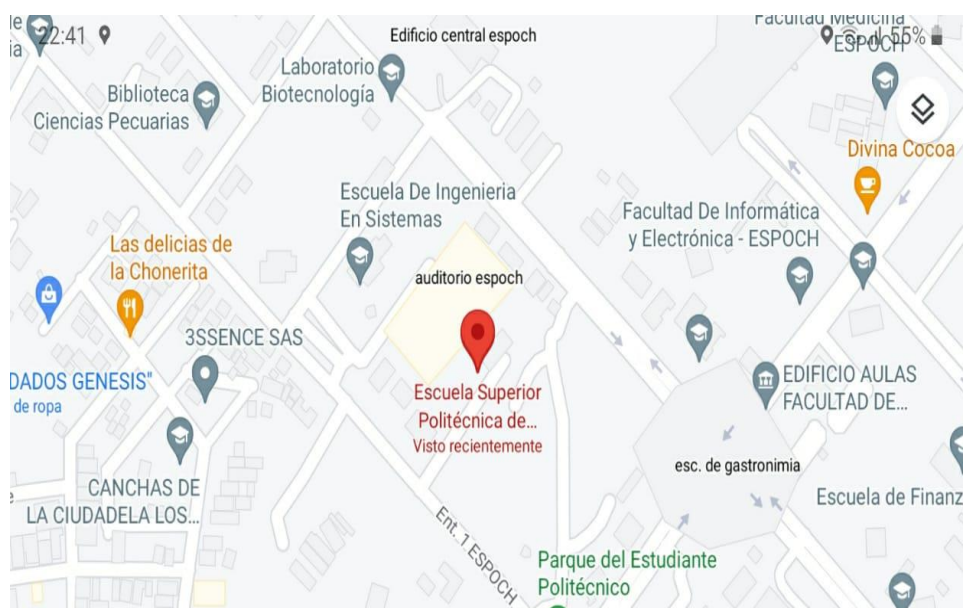 le
ia
22:41
Edificio central espoch
Facultad Medicina
ESPOCH
55%
Laboratorio
Biotecnología
Biblioteca
Ciencias Pecuarias
Divina Cocoa
Escuela De Ingenieria
En Sistemas
Facultad De Informática
y Electrónica - ESPOCH
Las delicias de
la Chonerita
auditorio espoch
3SSENCE SAS
DADOS GENESIS"
de ropa
Escuela Superior
Politécnica de...
Visto recientemente
EDIFICIO AULAS
FACULTAD DE...
esc. de gastronimia
CANCHAS DE
LA CIUDADELA LOS...
Escuela de Finanz
Ent. 1 ESPOCH
Parque del Estudiante
Politécnico